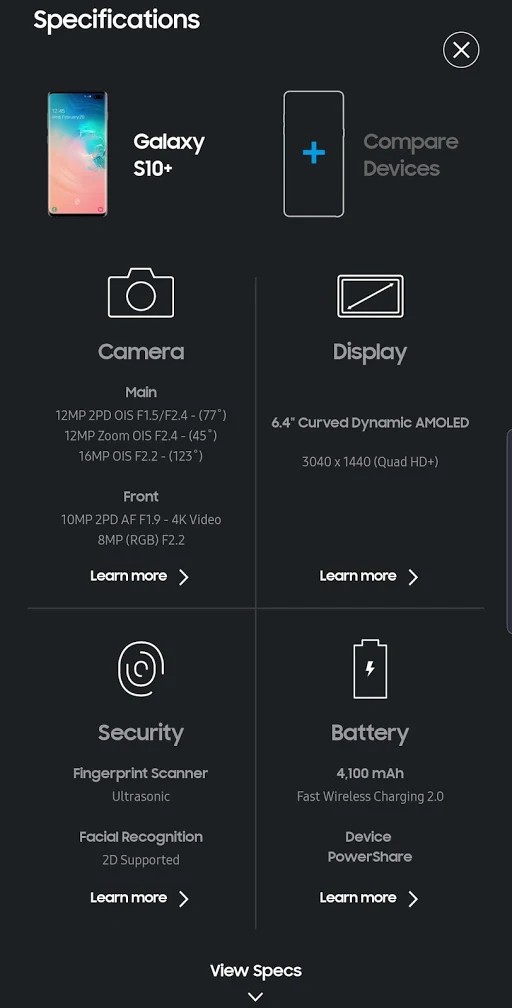 Specifications
Galaxy
S10+
Compare
Devices
Camera
Main
12MP 2PD OIS F1.5/F2.4 - (77˚)
12MP Zoom OIS F2.4 - (45˚)
16MP OIS F2.2 - (123˚)
Front
10MP 2PD AF F1.9 - 4K Video
8MP (RGB) F2.2
Learn more
Display
6.4" Curved Dynamic AMOLED
3040 x 1440 (Quad HD+)
Learn more
Security
Fingerprint Scanner
Ultrasonic
Facial Recognition
2D Supported
Learn more
Battery
4,100 mAh
Fast Wireless Charging 2.0
Device
PowerShare
Learn more
View Specs